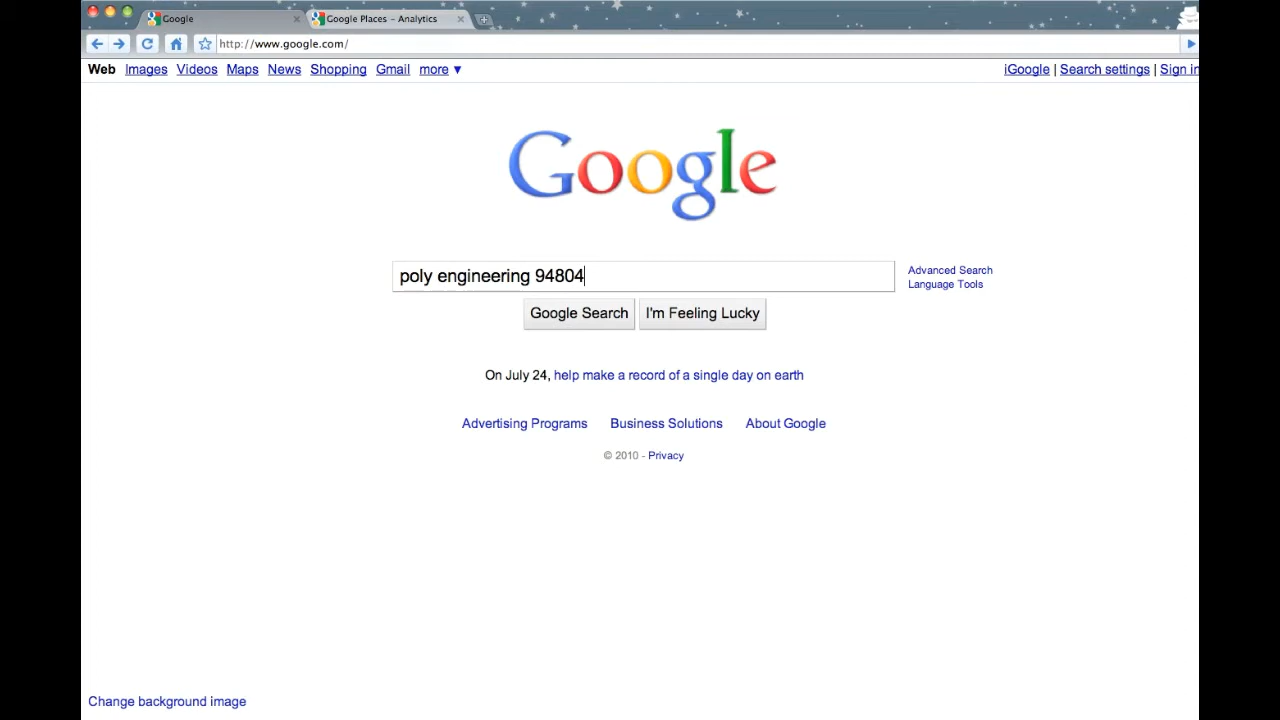 Google
Google Places - Analytics
http://www.google.com/
Web Images Videos Maps News Shopping Gmail more ▼
iGoogle | Search settings | Sign in
Google
poly engineering 94804
Advanced Search
Language Tools
Google Search
I'm Feeling Lucky
On July 24, help make a record of a single day on earth
Advertising Programs Business Solutions About Google
© 2010 - Privacy
Change background image